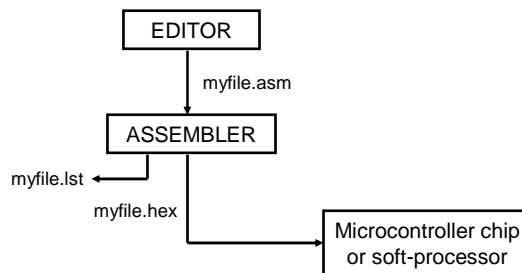 EDITOR
myfile.asm
ASSEMBLER
myfile.lst
myfile.hex
Microcontroller chip
or soft-processor